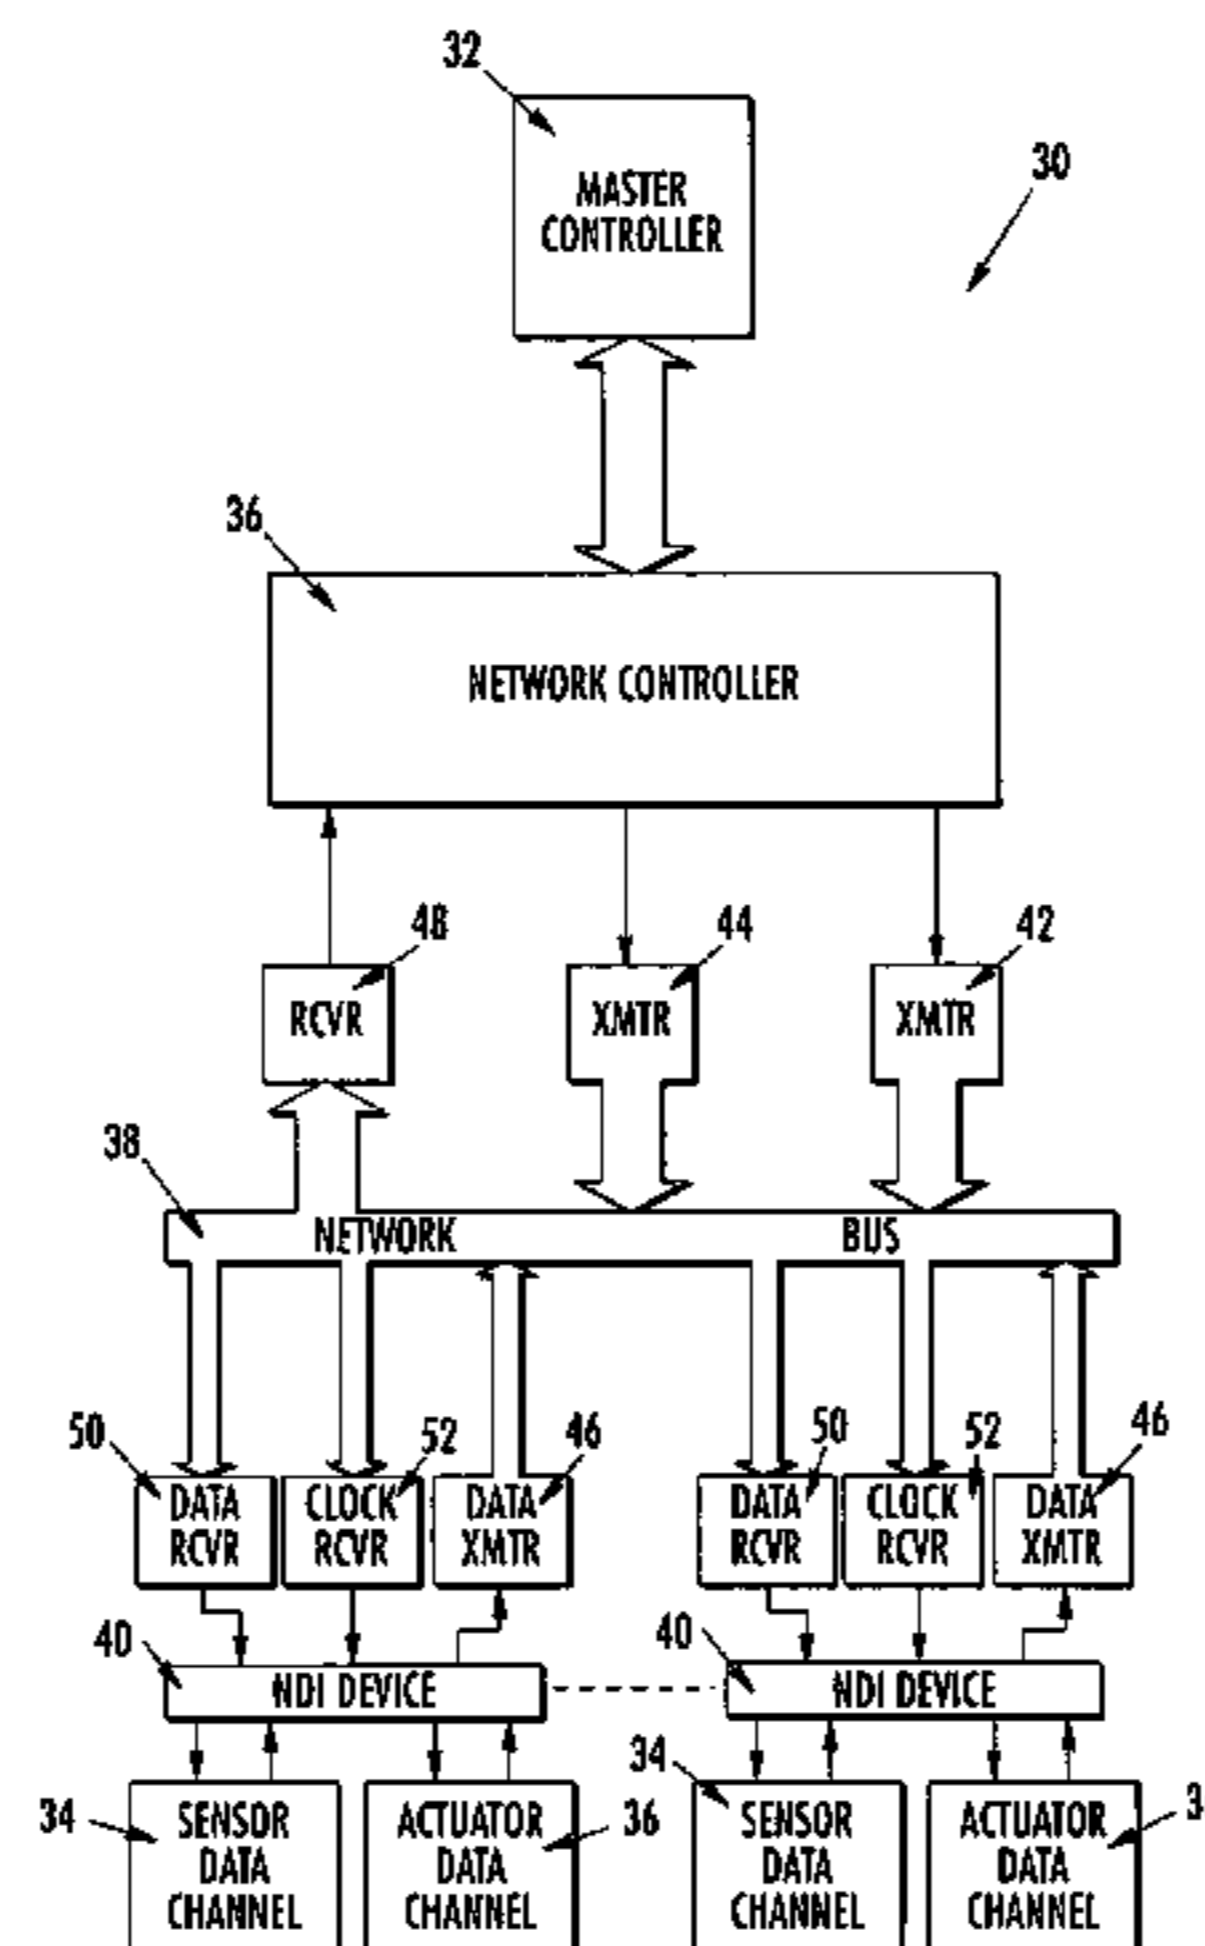 32
30
MASTER
CONTROLLER
36
NETWORK CONTROLLER
48
44
42
RCVR
XMTR
XMTR
38
NETWORK BUS
50
52
46
50
52
46
DATA
RCVR
CLOCK
RCVR
DATA
XMTR
DATA
RCVR
CLOCK
RCVR
DATA
XMTR
40
NDI DEVICE
40
NDI DEVICE
34
SENSOR
DATA
CHANNEL
ACTUATOR
DATA
CHANNEL
36
34
SENSOR
DATA
CHANNEL
ACTUATOR
DATA
CHANNEL